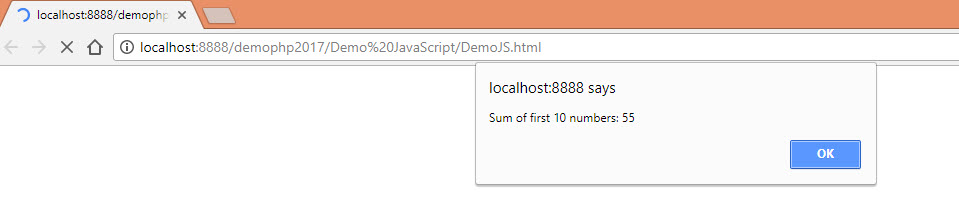 localhost:8888/demophp
localhost:8888/demophp2017/Demo%20JavaScript/DemoJS.html
localhost:8888 says
Sum of first 10 numbers: 55
OK